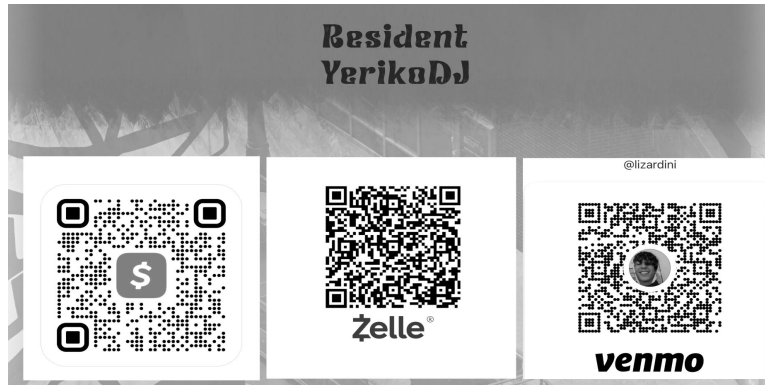 Resident
YerikoDJ
@lizardini
$
Zelle®
venmo